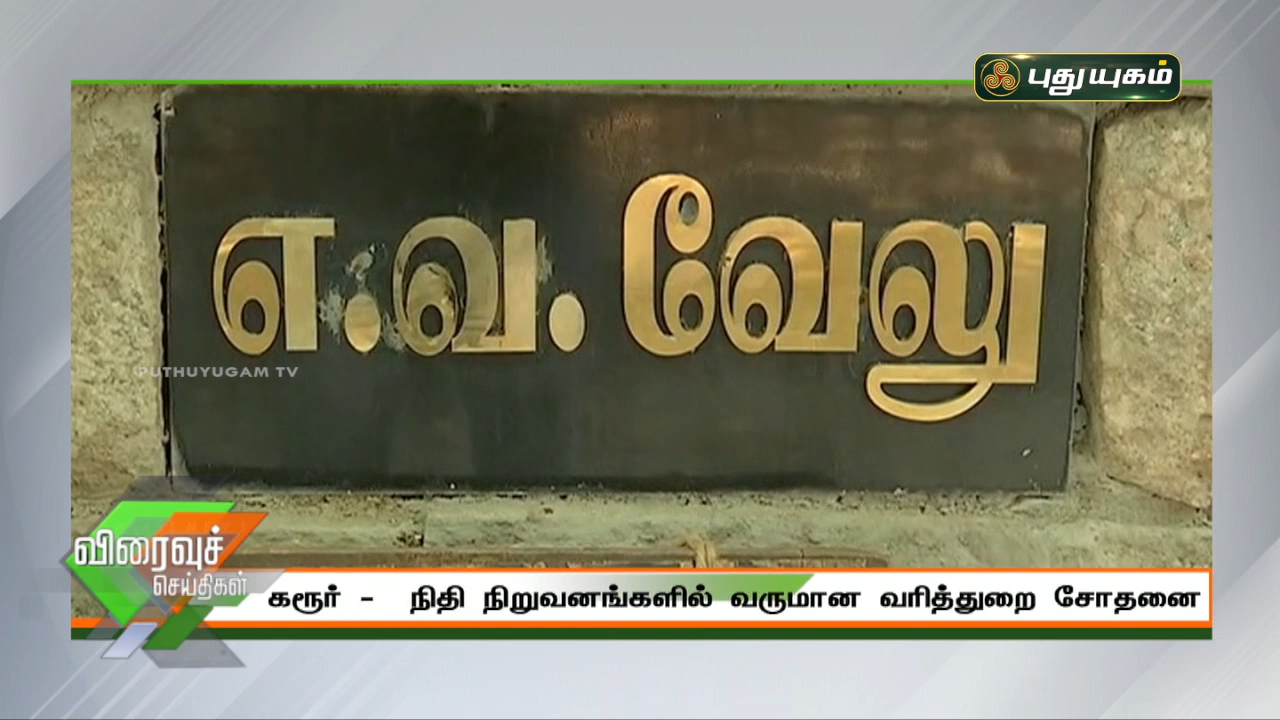 புதுயுகம்
எ.வ. வேலு
PUTHUYUGAM TV
விரைவுச்
செய்திகள்
கரூர் - நிதி நிறுவனங்களில் வருமான வரித்துறை சோதனை